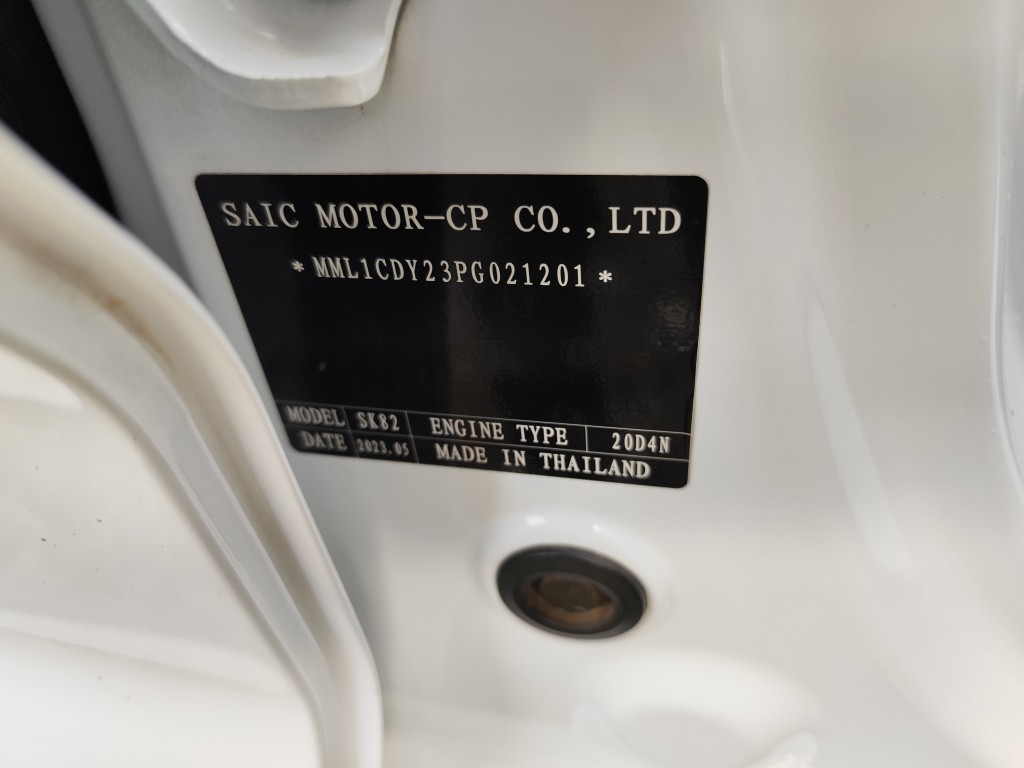 SAIC MOTOR-CP CO.,LTD
*MML1CDY23PG021201*
MODEL SK82 ENGINE TYPE 20D4N
DATE 2023.05 MADE IN THAILAND